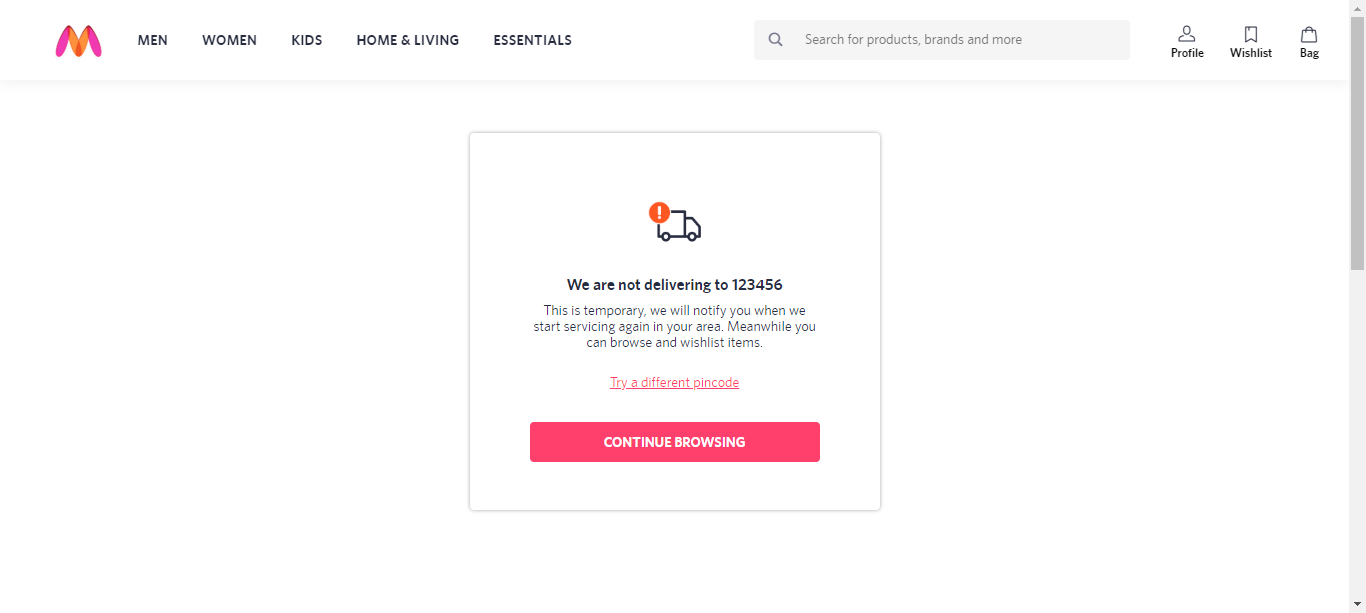 MEN WOMEN KIDS HOME & LIVING ESSENTIALS
Search for products, brands and more
Profile Wishlist Bag
We are not delivering to 123456
This is temporary, we will notify you when we
start servicing again in your area. Meanwhile you
can browse and wishlist items.
Try a different pincode
CONTINUE BROWSING